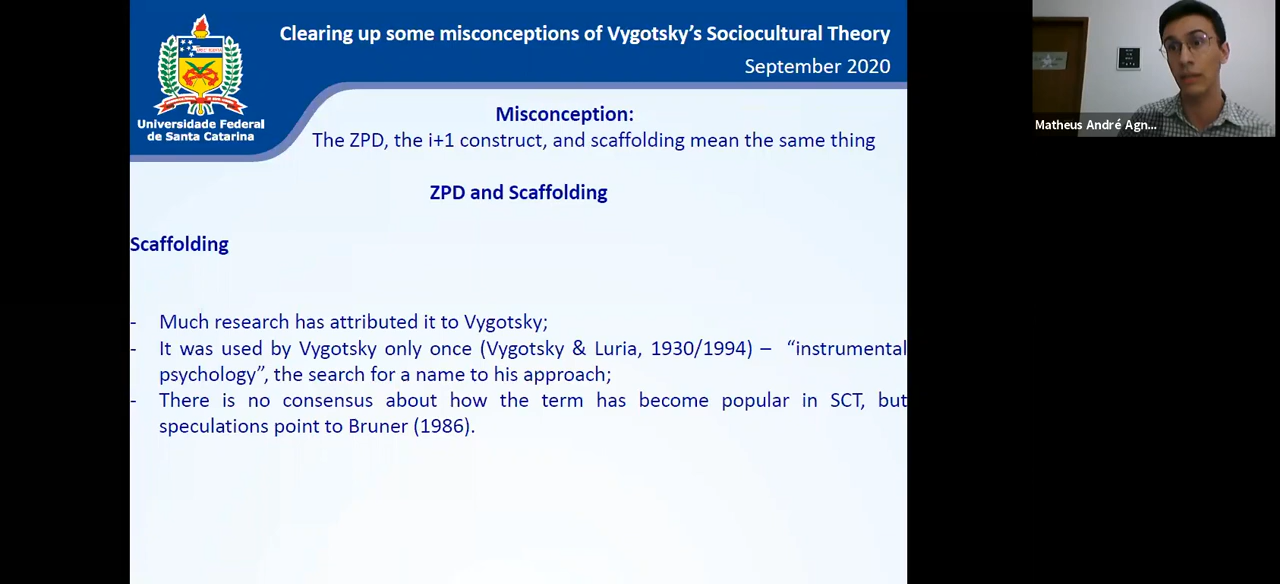 Clearing up some misconceptions of Vygotsky's Sociocultural Theory
September 2020
Universidade Federal
de Santa Catarina
Misconception:
The ZPD, the i+1 construct, and scaffolding mean the same thing
ZPD and Scaffolding
Scaffolding
- Much research has attributed it to Vygotsky;
- It was used by Vygotsky only once (Vygotsky & Luria, 1930/1994) – “instrumental
psychology”, the search for a name to his approach;
- There is no consensus about how the term has become popular in SCT, but
speculations point to Bruner (1986).
Matheus André Agn...